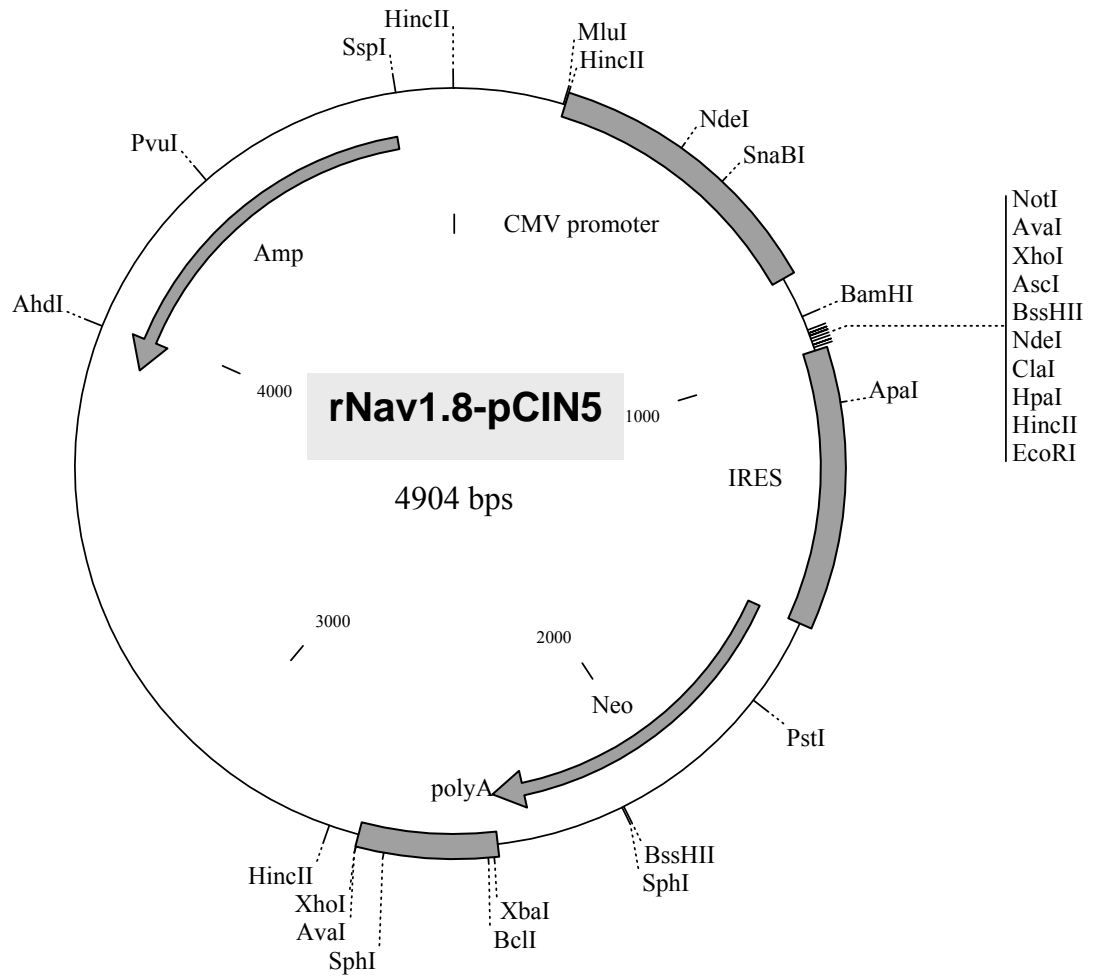 HincII
MluI
SspI
HincII
NdeI
PvuI
SnaBI
NotI
CMV promoter
AvaI
Amp
XhoI
AscI
BamHI
AhdI
BssHII
NdeI
ClaI
4000
ApaI
rNav1.8-pCIN5
HpaI
1000
HincII
EcoRI
IRES
4904 bps
3000
2000
Neo
PstI
polyA
BssHII
HincII
SphI
XhoI
XbaI
AvaI
BclI
SphI